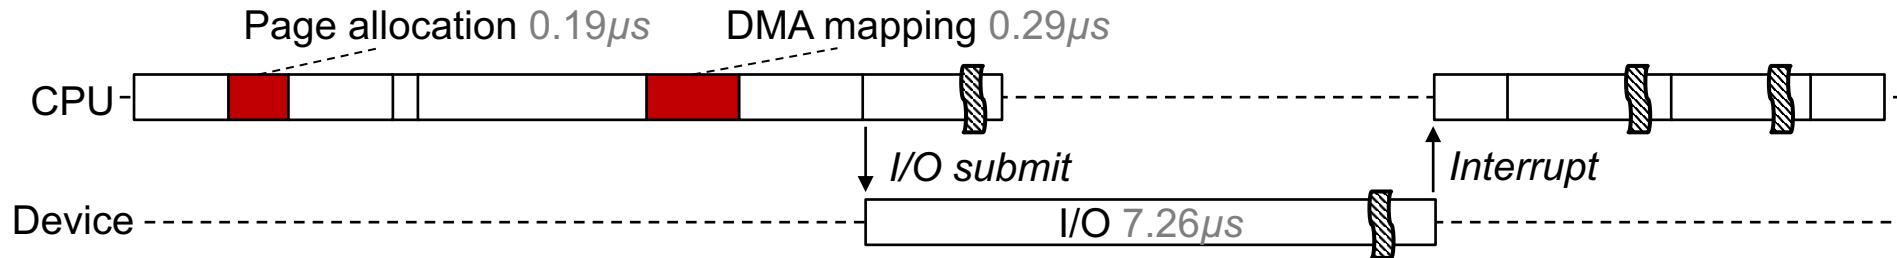 Page allocation 0.19µs DMA mapping 0.29µs
CPU
I/O submit Interrupt
Device I/O 7.26µs